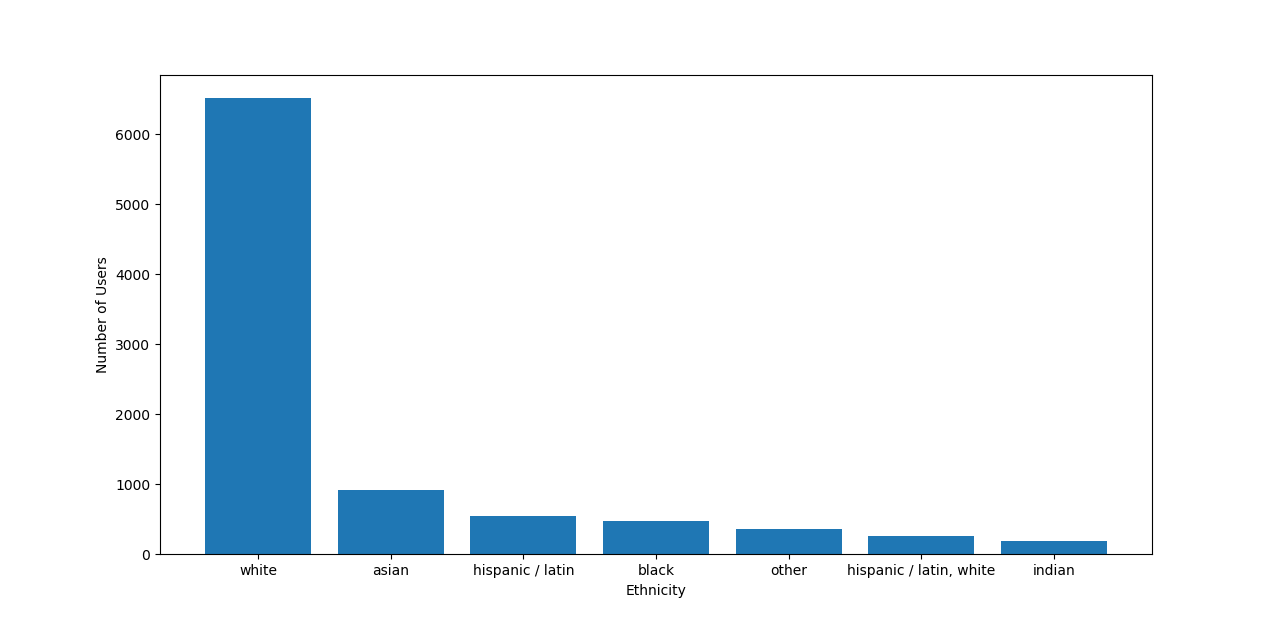 6000
5000
4000
3000
2000
1000
0
Number of Users
white asian hispanic / latin black other hispanic / latin, white indian
Ethnicity